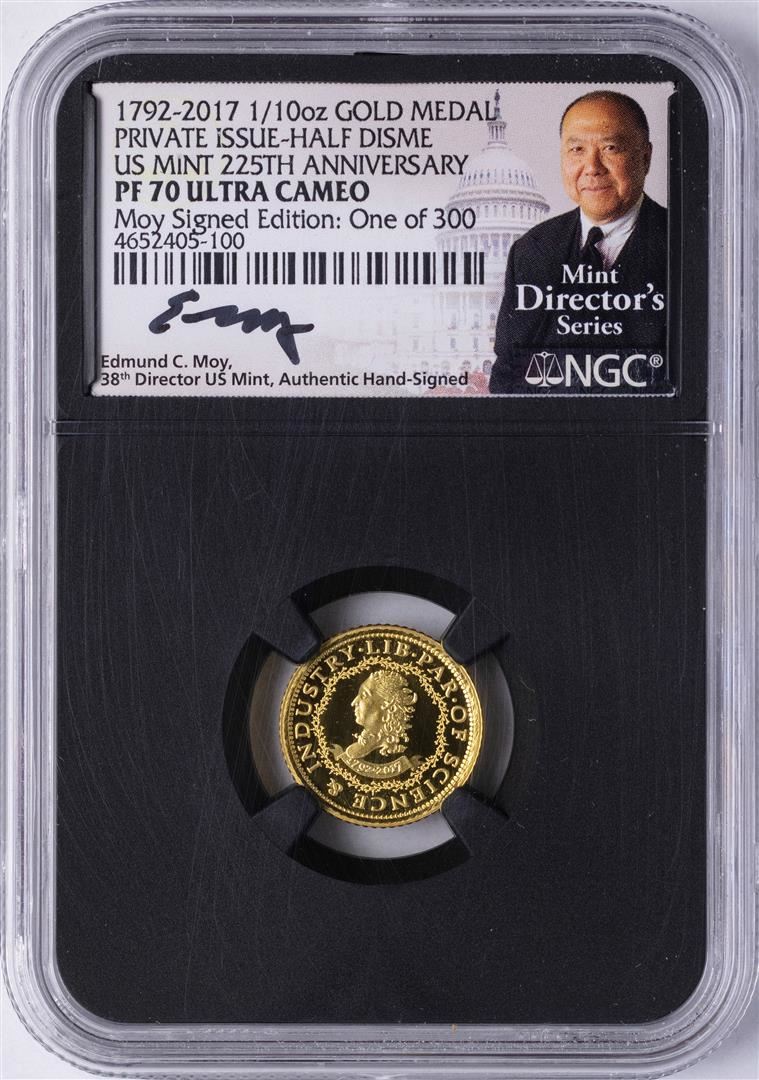 1792-2017 1/10oz GOLD MEDAL
PRIVATE ISSUE-HALF DISME
US MINT 225TH ANNIVERSARY
PF 70 ULTRA CAMEO
Moy Signed Edition: One of 300
4652405-100
Edmund C. Moy,
38th Director US Mint, Authentic Hand-Signed
Mint
Director's
Series
NGC®
LIB·PAR·OF SCIENCE & INDUSTRY·
1792·2017